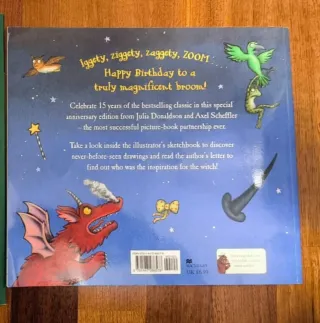 Iggety, ziggety, zaggety, ZOOM...
Happy Birthday to a
truly magnificent broom!
Celebrate 15 years of the bestselling classic in this special
anniversary edition from Julia Donaldson and Axel Scheffler
– the most successful picture-book partnership ever.
Take a look inside the illustrator's sketchbook to discover
never-before-seen drawings and read the author's letter to
find out who was the inspiration for the witch!